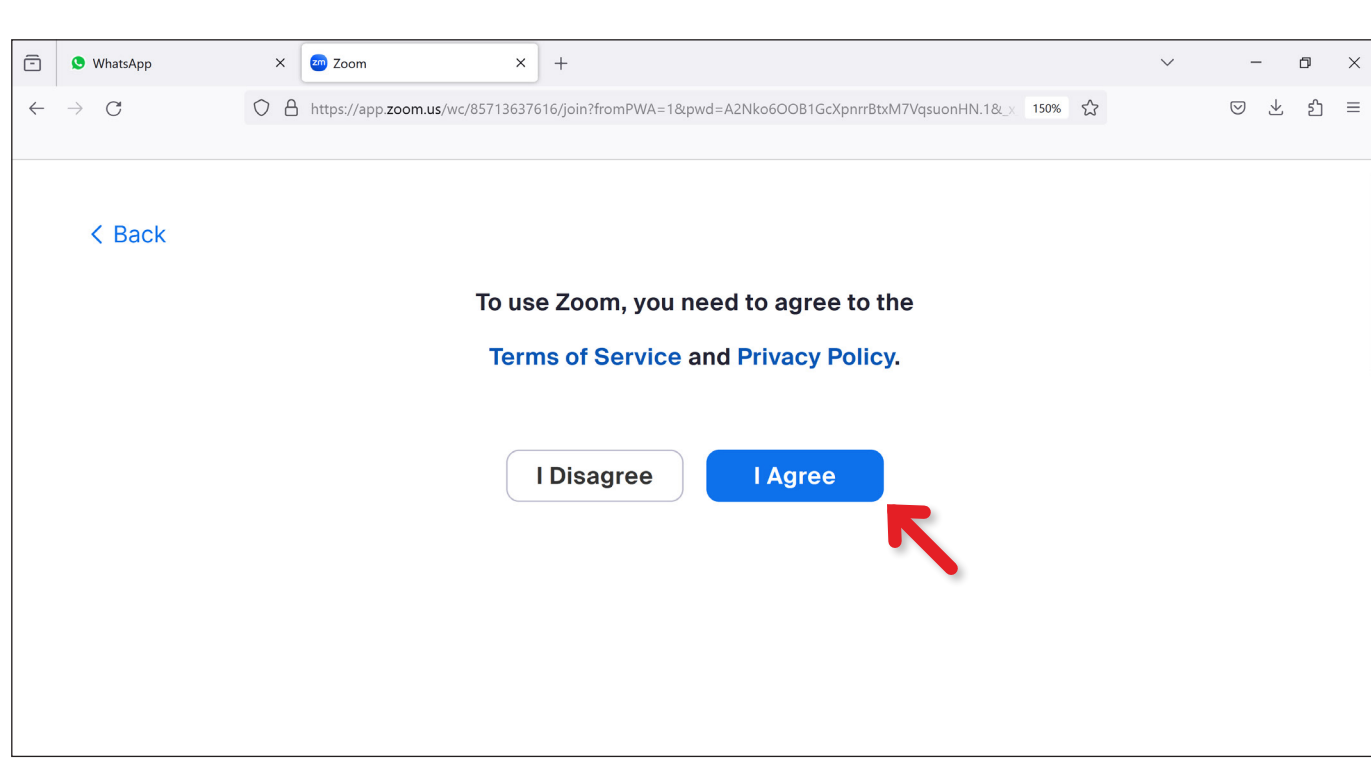 WhatsApp
zm Zoom
https://app.zoom.us/wc/85713637616/join?fromPWA=1&pwd=A2Nko6OOB1GcXpnrrBtxM7VqsuonHN.1&_x 150%
Back
To use Zoom, you need to agree to the
Terms of Service and Privacy Policy.
I Disagree I Agree